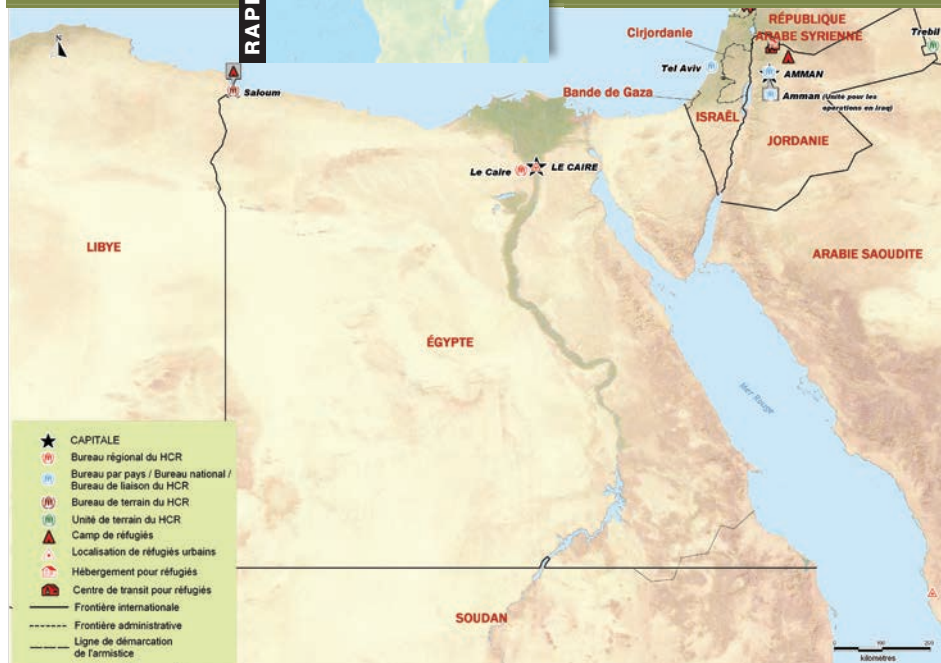 RAPP
RÉPUBLIQUE
ARABE SYRIENNE
Cirjordanie
Trebil
Tel Aviv
AMMAN
Saloum
Bande de Gaza
Amman (Unité pour les
opérations en Iraq)
ISRAËL
JORDANIE
Le Caire
LE CAIRE
LIBYE
ARABIE SAOUDITE
ÉGYPTE
Mer Rouge
SOUDAN
N
CAPITALE
Bureau régional du HCR
Bureau par pays / Bureau national /
Bureau de liaison du HCR
Bureau de terrain du HCR
Unité de terrain du HCR
Camp de réfugiés
Localisation de réfugiés urbains
Hébergement pour réfugiés
Centre de transit pour réfugiés
Frontière internationale
Frontière administrative
Ligne de démarcation
de l'armistice
0 100 200
kilomètres